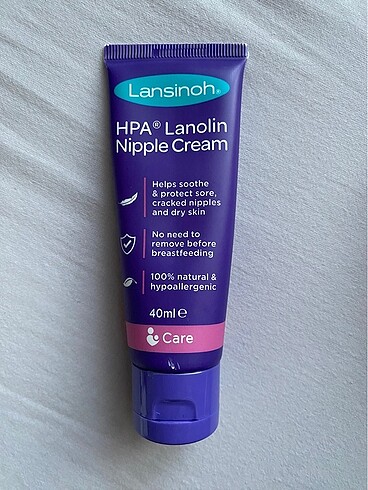 Lansinoh®
HPA® Lanolin
Nipple Cream
Helps soothe
& protect sore,
cracked nipples
and dry skin
No need to
remove before
breastfeeding
100% natural &
hypoallergenic
40ml ℮
Care